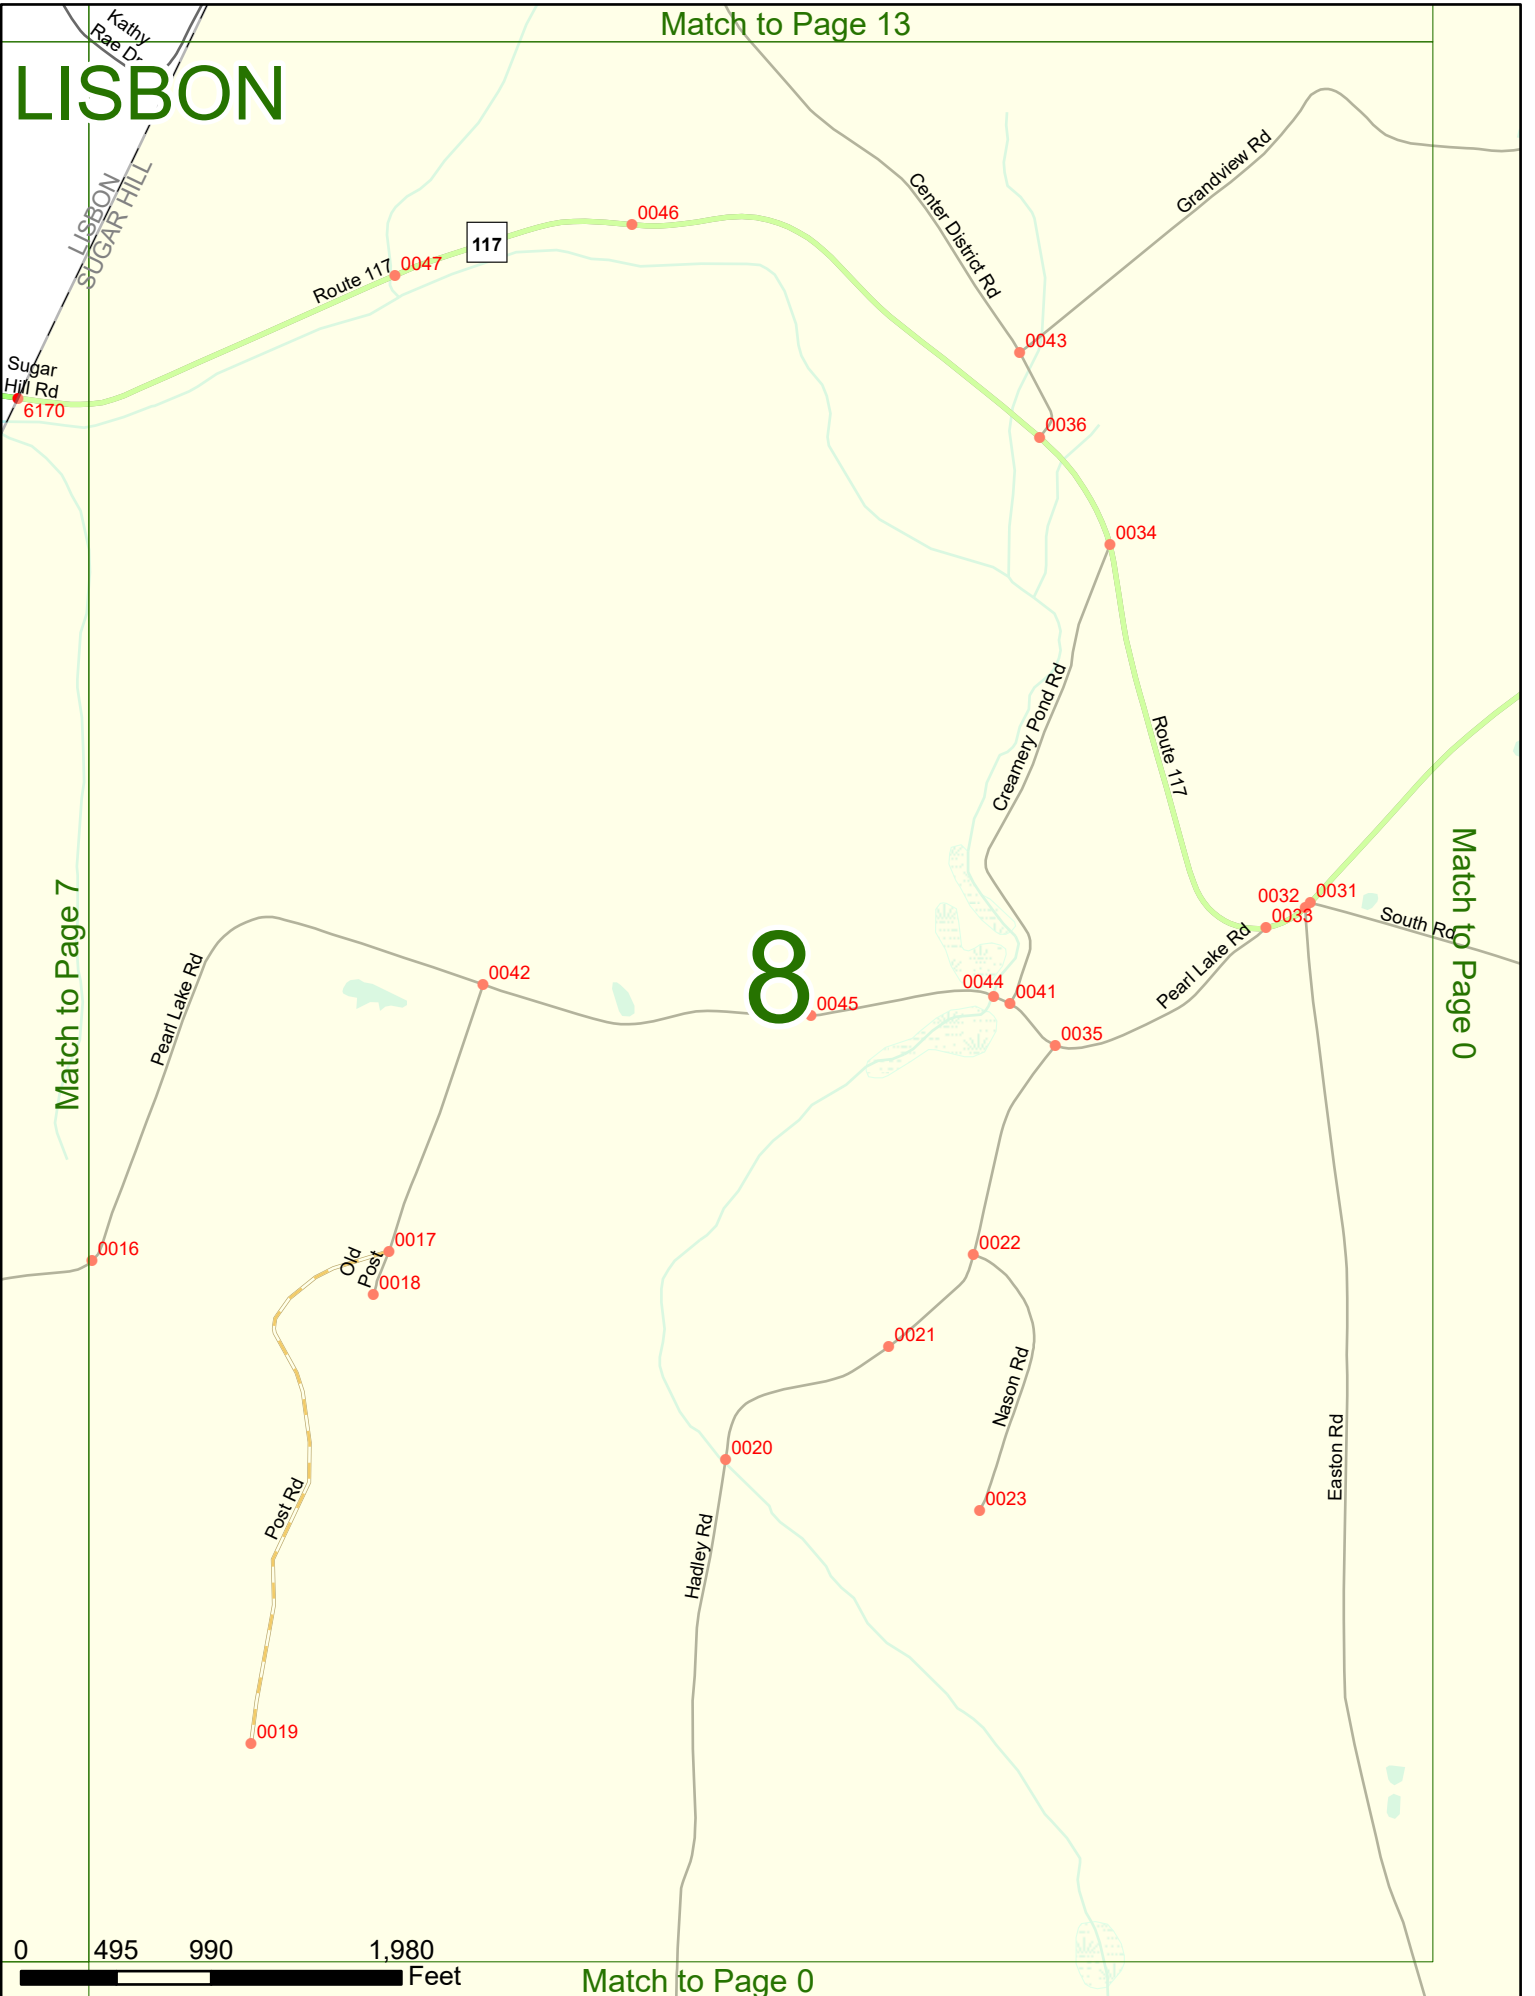 Match to Page 13
Kathy
Rae Dr
LISBON
LISBON
SUGAR HILL
Grandview Rd
Center District Rd
0046
117
0047
Route 117
0043
Sugar
Hill Rd
6170
0036
0034
Creamery Pond Rd
Route 117
Match to Page 7
Match to Page 0
0031
0032
0033
South Rd
Pearl Lake Rd
Pearl Lake Rd
8
0042
0044
0041
0045
0035
0016
0017
Old
Post
0018
0022
0021
Nason Rd
0020
0023
Easton Rd
Post Rd
Hadley Rd
0019
0 495 990 1,980
Feet
Match to Page 0